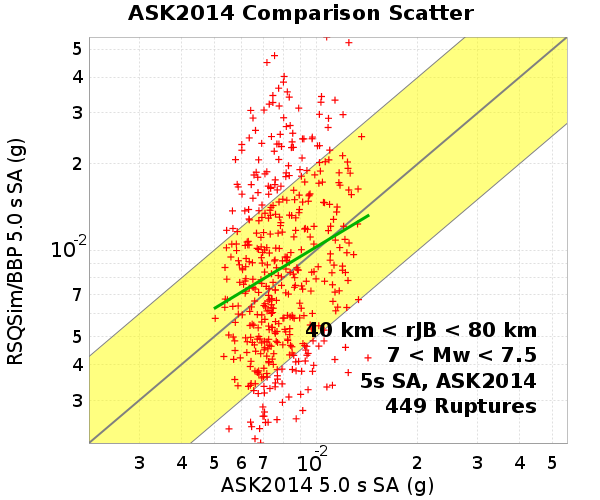 ASK2014 Comparison Scatter
RSQSim/BBP 5.0 s SA (g)
5
4
3
2
10-2
7
5
4
3
40 km < rJB < 80 km
7 < Mw < 7.5
5s SA, ASK2014
449 Ruptures
3 4 5 6 7 10-2 2 3 4 5
ASK2014 5.0 s SA (g)